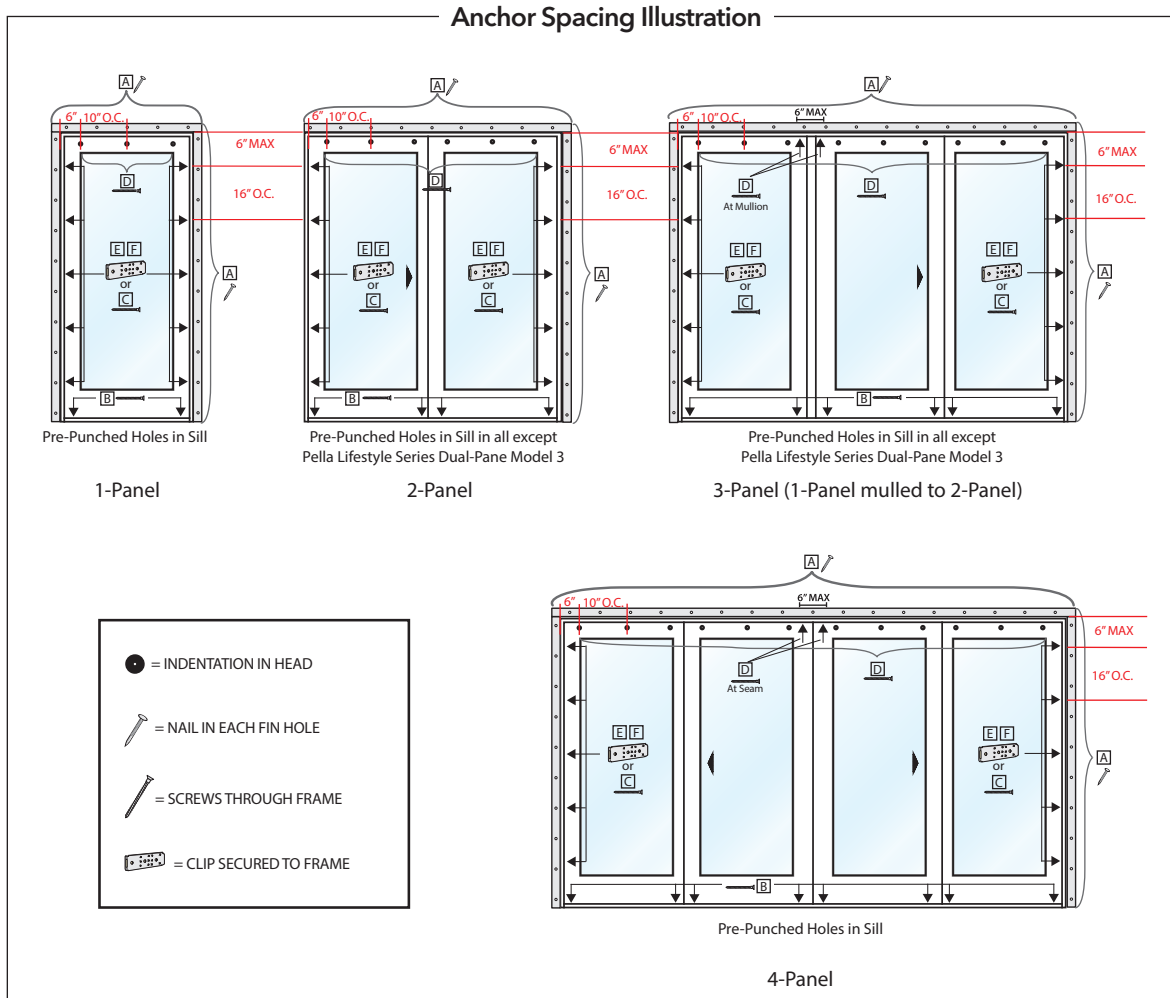 Anchor Spacing Illustration
A
6" 10" O.C.
6" MAX
16" O.C.
D
E F
or
C
A
B
Pre-Punched Holes in Sill
1-Panel
A
6" 10" O.C.
D
E F
or
C
E F
or
C
A
B
Pre-Punched Holes in Sill in all except
Pella Lifestyle Series Dual-Pane Model 3
2-Panel
A
6" 10" O.C.
6" MAX
6" MAX
16" O.C.
6" MAX
16" O.C.
D
At Mullion
D
E F
or
C
E F
or
C
A
B
Pre-Punched Holes in Sill in all except
Pella Lifestyle Series Dual-Pane Model 3
3-Panel (1-Panel mulled to 2-Panel)
= INDENTATION IN HEAD
= NAIL IN EACH FIN HOLE
= SCREWS THROUGH FRAME
= CLIP SECURED TO FRAME
A
6" 10" O.C.
6" MAX
6" MAX
16" O.C.
D
At Seam
D
E F
or
C
E F
or
C
A
B
Pre-Punched Holes in Sill
4-Panel